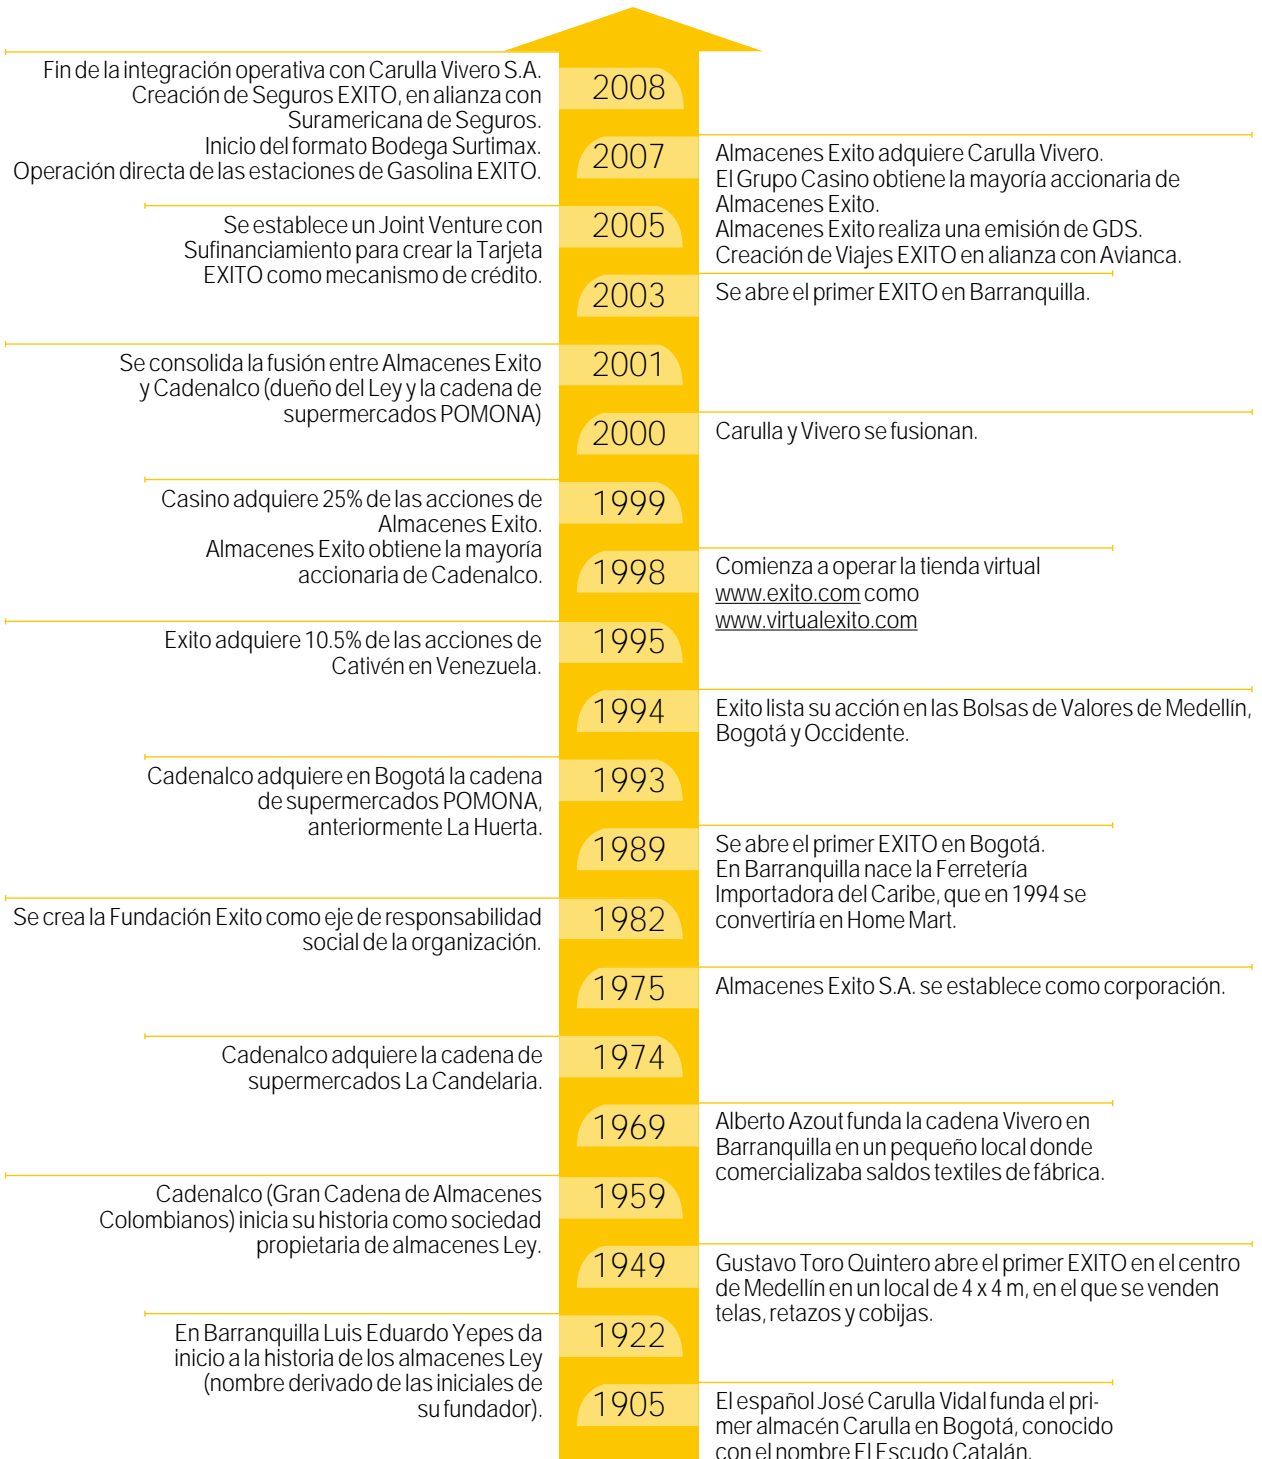 2008
Fin de la integración operativa con Carulla Vivero S.A.
Creación de Seguros EXITO, en alianza con
Suramericana de Seguros.
Inicio del formato Bodega Surtimax.
Operación directa de las estaciones de Gasolina EXITO.
2007
Almacenes Exito adquiere Carulla Vivero.
El Grupo Casino obtiene la mayoría accionaria de
Almacenes Exito.
Almacenes Exito realiza una emisión de GDS.
Creación de Viajes EXITO en alianza con Avianca.
2005
Se establece un Joint Venture con
Sufinanciamiento para crear la Tarjeta
EXITO como mecanismo de crédito.
2003
Se abre el primer EXITO en Barranquilla.
2001
Se consolida la fusión entre Almacenes Exito
y Cadenalco (dueño del Ley y la cadena de
supermercados POMONA)
2000
Carulla y Vivero se fusionan.
1999
Casino adquiere 25% de las acciones de
Almacenes Exito.
Almacenes Exito obtiene la mayoría
accionaria de Cadenalco.
1998
Comienza a operar la tienda virtual
www.exito.com como
www.virtualexito.com
1995
Exito adquiere 10.5% de las acciones de
Cativén en Venezuela.
1994
Exito lista su acción en las Bolsas de Valores de Medellín,
Bogotá y Occidente.
1993
Cadenalco adquiere en Bogotá la cadena
de supermercados POMONA,
anteriormente La Huerta.
1989
Se abre el primer EXITO en Bogotá.
En Barranquilla nace la Ferretería
Importadora del Caribe, que en 1994 se
convertiría en Home Mart.
1982
Se crea la Fundación Exito como eje de responsabilidad
social de la organización.
1975
Almacenes Exito S.A. se establece como corporación.
1974
Cadenalco adquiere la cadena de
supermercados La Candelaria.
1969
Alberto Azout funda la cadena Vivero en
Barranquilla en un pequeño local donde
comercializaba saldos textiles de fábrica.
1959
Cadenalco (Gran Cadena de Almacenes
Colombianos) inicia su historia como sociedad
propietaria de almacenes Ley.
1949
Gustavo Toro Quintero abre el primer EXITO en el centro
de Medellín en un local de 4 x 4 m, en el que se venden
telas, retazos y cobijas.
1922
En Barranquilla Luis Eduardo Yepes da
inicio a la historia de los almacenes Ley
(nombre derivado de las iniciales de
su fundador).
1905
El español José Carulla Vidal funda el pri-
mer almacén Carulla en Bogotá, conocido
con el nombre El Escudo Catalán.